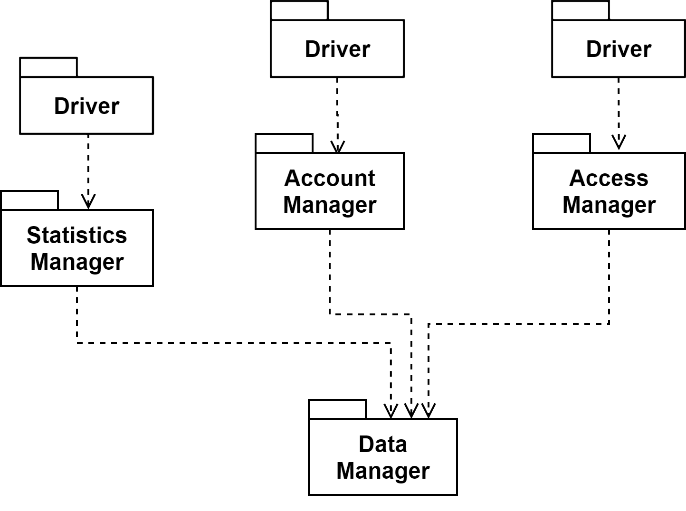 Driver
Driver
Driver
Account
Manager
Access
Manager
Statistics
Manager
Data
Manager